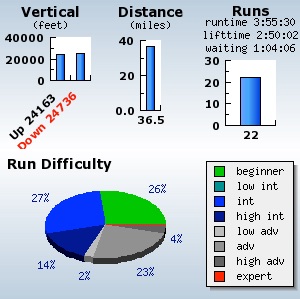 Vertical
(feet)
40000
20000
0
Up 24163
Down 24736
Distance
(miles)
40
20
0.0
36.5
Runs
runtime 3:55:30
lifttime 2:50:02
waiting 1:04:06
30
20
10
0
22
Run Difficulty
27%
26%
4%
23%
2%
14%
beginner
low int
int
high int
low adv
adv
high adv
expert